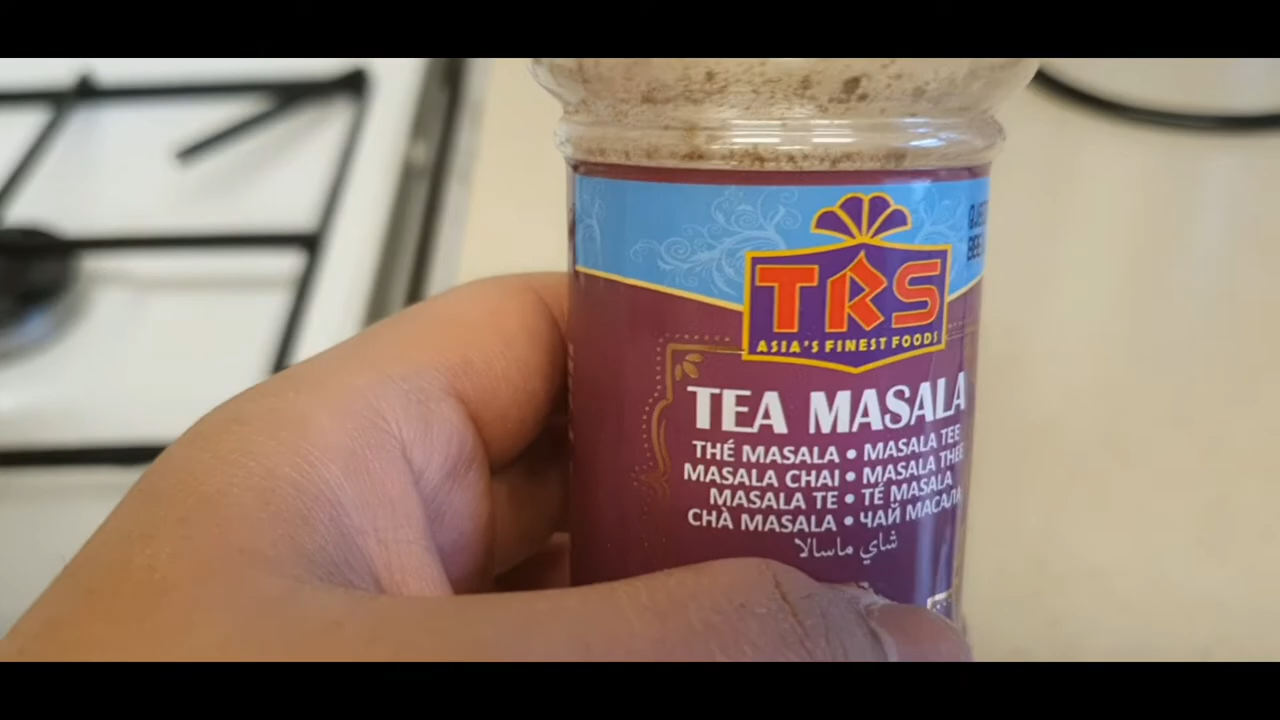 TRS
ASIA'S FINEST FOODS
TEA MASALA
THÉ MASALA • MASALA TEE
MASALA CHAI • MASALA THEE
MASALA TE • TÉ MASALA
CHÀ MASALA • ЧАЙ МАСАЛА
شاي ماسالا